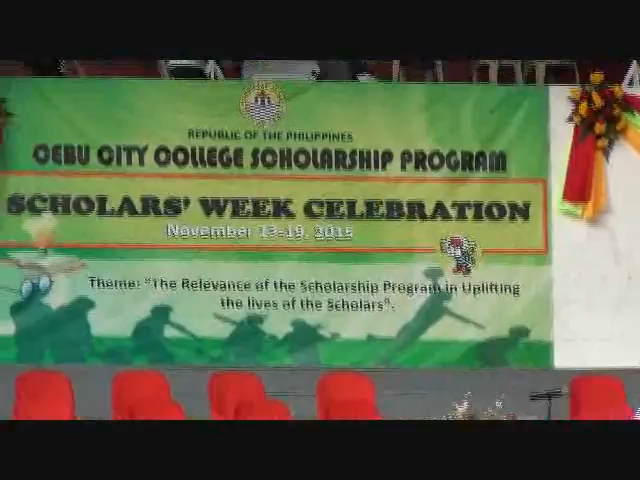 REPUBLIC OF THE PHILIPPINES
CEBU CITY COLLEGE SCHOLARSHIP PROGRAM
SCHOLARS' WEEK CELEBRATION
November 13-19, 2015
Theme: "The Relevance of the Scholarship Program in Uplifting
the lives of the Scholars".